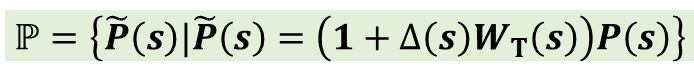 ℙ = {P̃(s)|P̃(s) = (1 + Δ(s)W_T(s))P(s)}